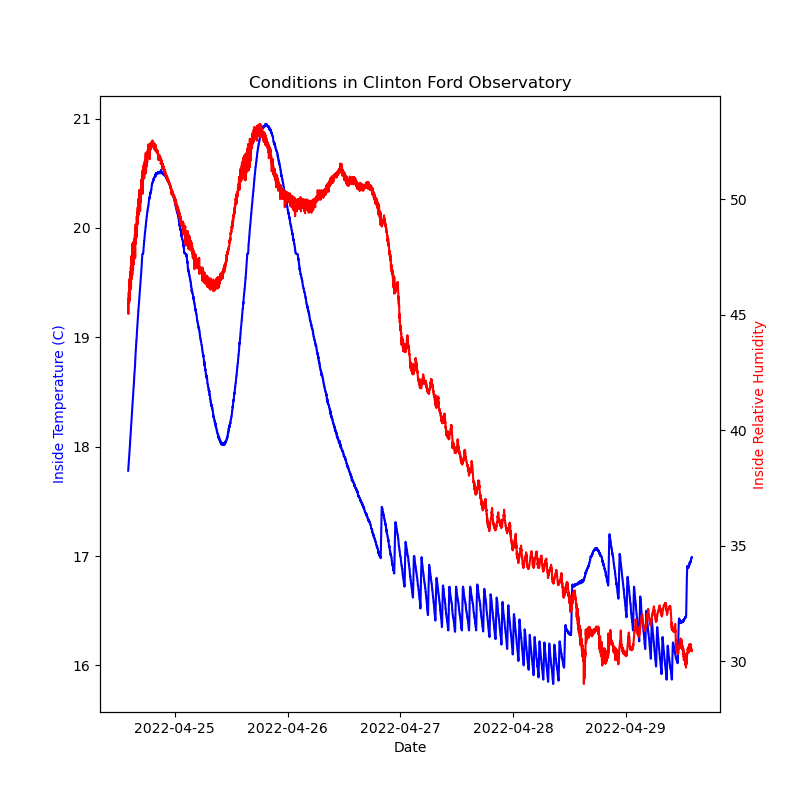 Conditions in Clinton Ford Observatory
Inside Temperature (C)
21
20
19
18
17
16
50
45
40
35
30
Inside Relative Humidity
2022-04-25 2022-04-26 2022-04-27 2022-04-28 2022-04-29
Date